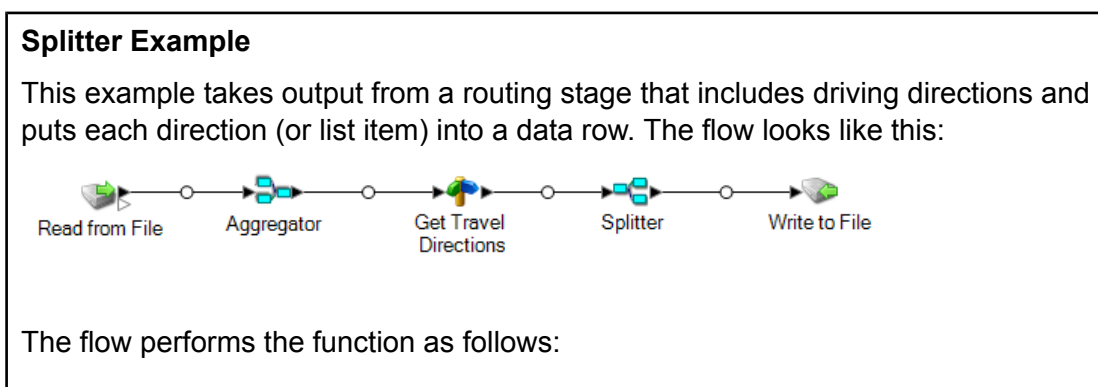 Splitter Example
This example takes output from a routing stage that includes driving directions and
puts each direction (or list item) into a data row. The flow looks like this:
Read from File
Aggregator
Get Travel
Directions
Splitter
Write to File
The flow performs the function as follows: